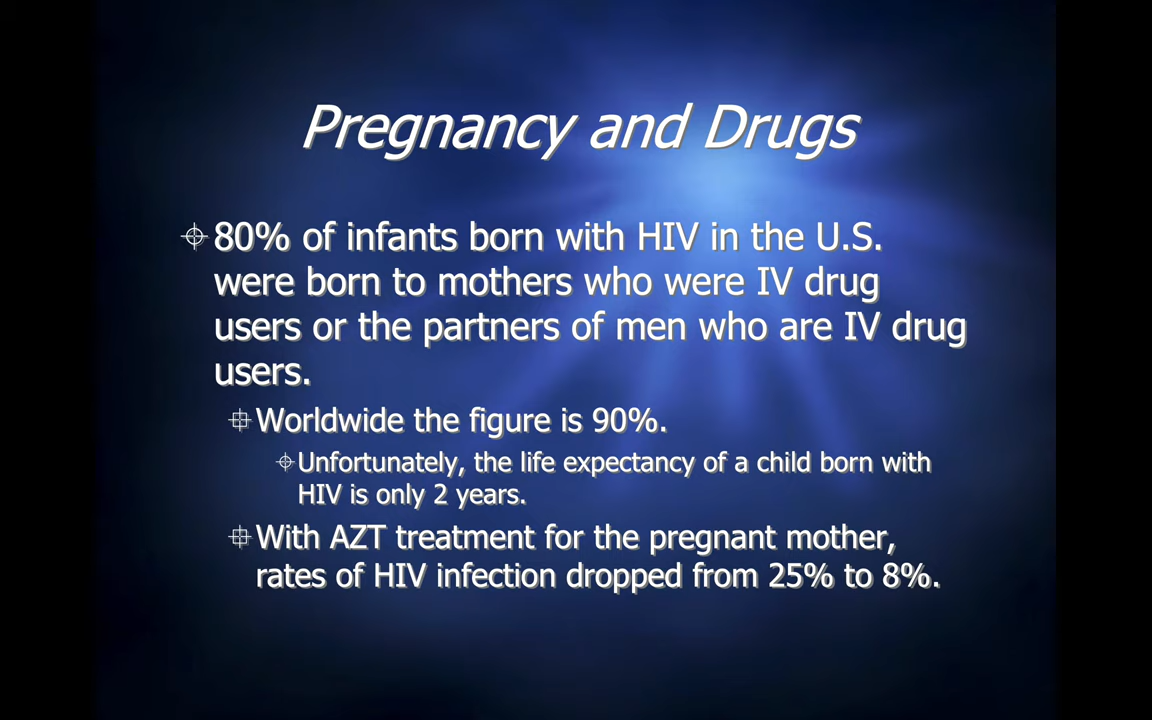 Pregnancy and Drugs
80% of infants born with HIV in the U.S.
were born to mothers who were IV drug
users or the partners of men who are IV drug
users.
Worldwide the figure is 90%.
Unfortunately, the life expectancy of a child born with
HIV is only 2 years.
With AZT treatment for the pregnant mother,
rates of HIV infection dropped from 25% to 8%.